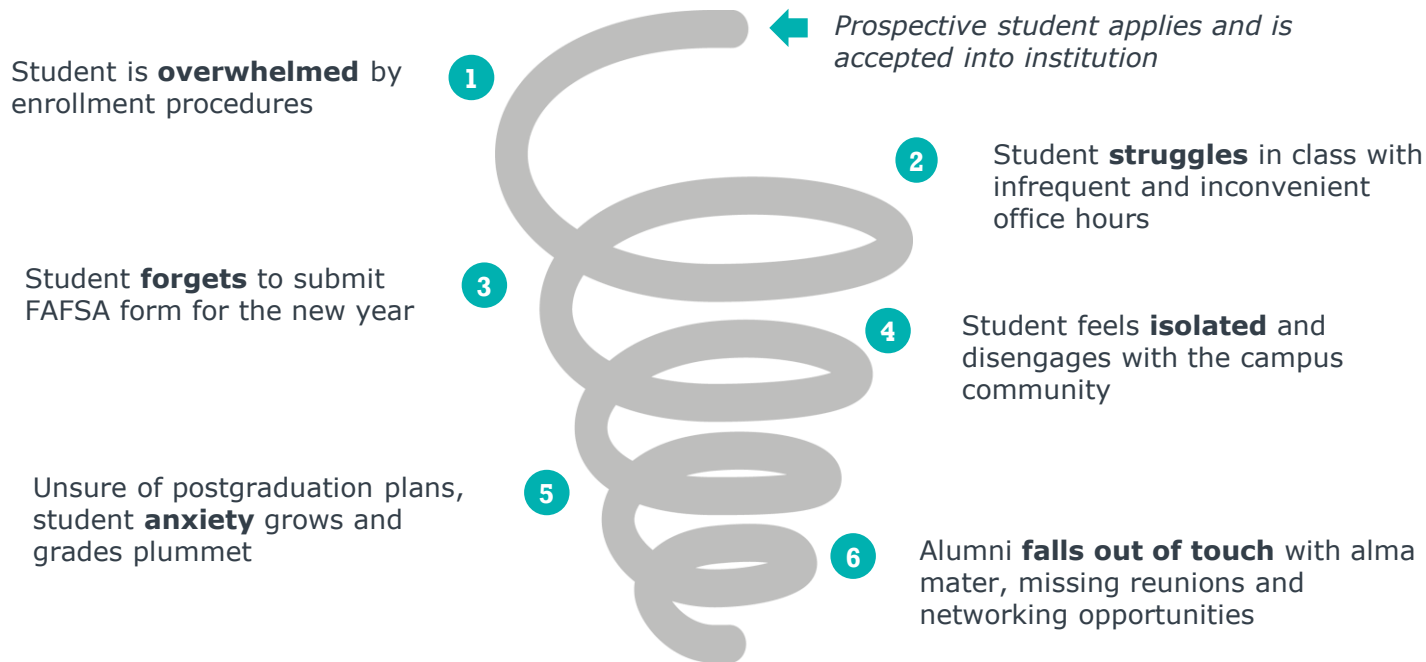 Prospective student applies and is
accepted into institution
1
Student is overwhelmed by
enrollment procedures
2
Student struggles in class with
infrequent and inconvenient
office hours
3
Student forgets to submit
FAFSA form for the new year
4
Student feels isolated and
disengages with the campus
community
5
Unsure of postgraduation plans,
student anxiety grows and
grades plummet
6
Alumni falls out of touch with alma
mater, missing reunions and
networking opportunities